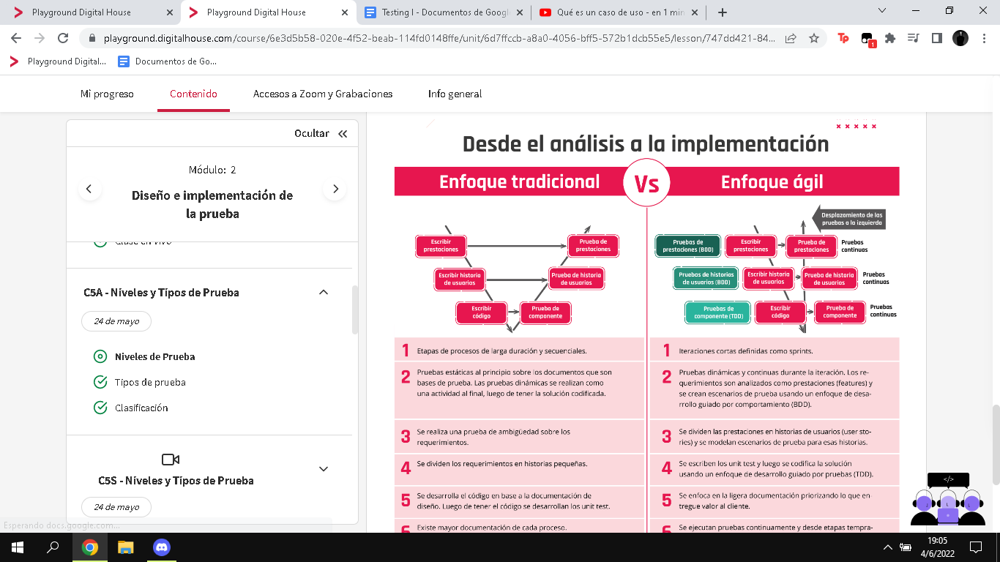 Playground Digital House
Playground Digital House
Testing I - Documentos de Googl
Qué es un caso de uso - en 1 min
playground.digitalhouse.com/course/6e3d5b58-020e-4f52-beab-114fd0148ffe/unit/6d7ffccb-a8a0-4056-bff5-572b1dcb55e5/lesson/747dd421-84...
Tp
1
Playground Digital...
Documentos de Go...
Mi progreso
Contenido
Accesos a Zoom y Grabaciones
Info general
Ocultar
Módulo: 2
Diseño e implementación de
la prueba
Clase en vivo
C5A - Niveles y Tipos de Prueba
24 de mayo
Niveles de Prueba
Tipos de prueba
Clasificación
C5S - Niveles y Tipos de Prueba
24 de mayo
Esperando docs.google.com...
Desde el análisis a la implementación
Enfoque tradicional
Vs
Enfoque ágil
Escribir
prestaciones
Prueba de
prestaciones
Escribir historia
de usuarios
Prueba de historia
de usuarios
Escribir
código
Prueba de
componente
Desplazamiento de las
pruebas a la izquierda
Pruebas de
prestaciones (BDD)
Escribir
prestaciones
Prueba de
prestaciones
Pruebas
continuas
Pruebas de historias
de usuarios (BDD)
Escribir historia
de usuarios
Prueba de historia
de usuarios
Pruebas
continuas
Pruebas de
componente (TDD)
Escribir
código
Prueba de
componente
Pruebas
continuas
1 Etapas de procesos de larga duración y secuenciales.
2 Pruebas estáticas al principio sobre los documentos que son
bases de prueba. Las pruebas dinámicas se realizan como
una actividad al final, luego de tener la solución codificada.
3 Se realiza una prueba de ambigüedad sobre los
requerimientos.
4 Se dividen los requerimientos en historias pequeñas.
5 Se desarrolla el código en base a la documentación de
diseño. Luego de tener el código se desarrollan los unit test.
6 Existe mayor documentación de cada proceso.
1 Iteraciones cortas definidas como sprints.
2 Pruebas dinámicas y continuas durante la iteración. Los re-
querimientos son analizados como prestaciones (features) y
se crean escenarios de prueba usando un enfoque de desa-
rrollo guiado por comportamiento (BDD).
3 Se dividen las prestaciones en historias de usuarios (user sto-
ries) y se modelan escenarios de prueba para esas historias.
4 Se escriben los unit test y luego se codifica la solución
usando un enfoque de desarrollo guiado por pruebas (TDD).
5 Se enfoca en la ligera documentación priorizando lo que en-
tregue valor al cliente.
6 Se ejecutan pruebas continuamente y desde etapas tempra-
</>
19:05
4/6/2022